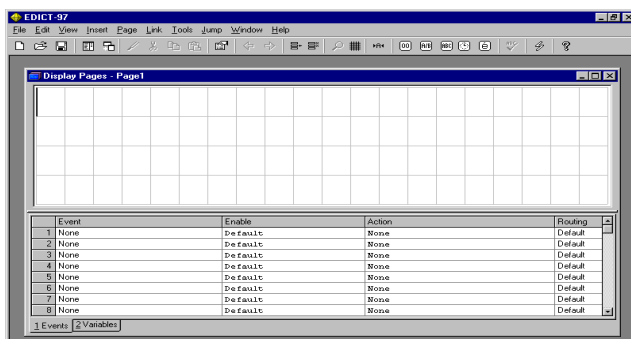 EDICT-97
File Edit View Insert Page Link Tools Jump Window Help
Display Pages - Page1
Event Enable Action Routing
1 None Default None Default
2 None Default None Default
3 None Default None Default
4 None Default None Default
5 None Default None Default
6 None Default None Default
7 None Default None Default
8 None Default None Default
1 Events 2 Variables